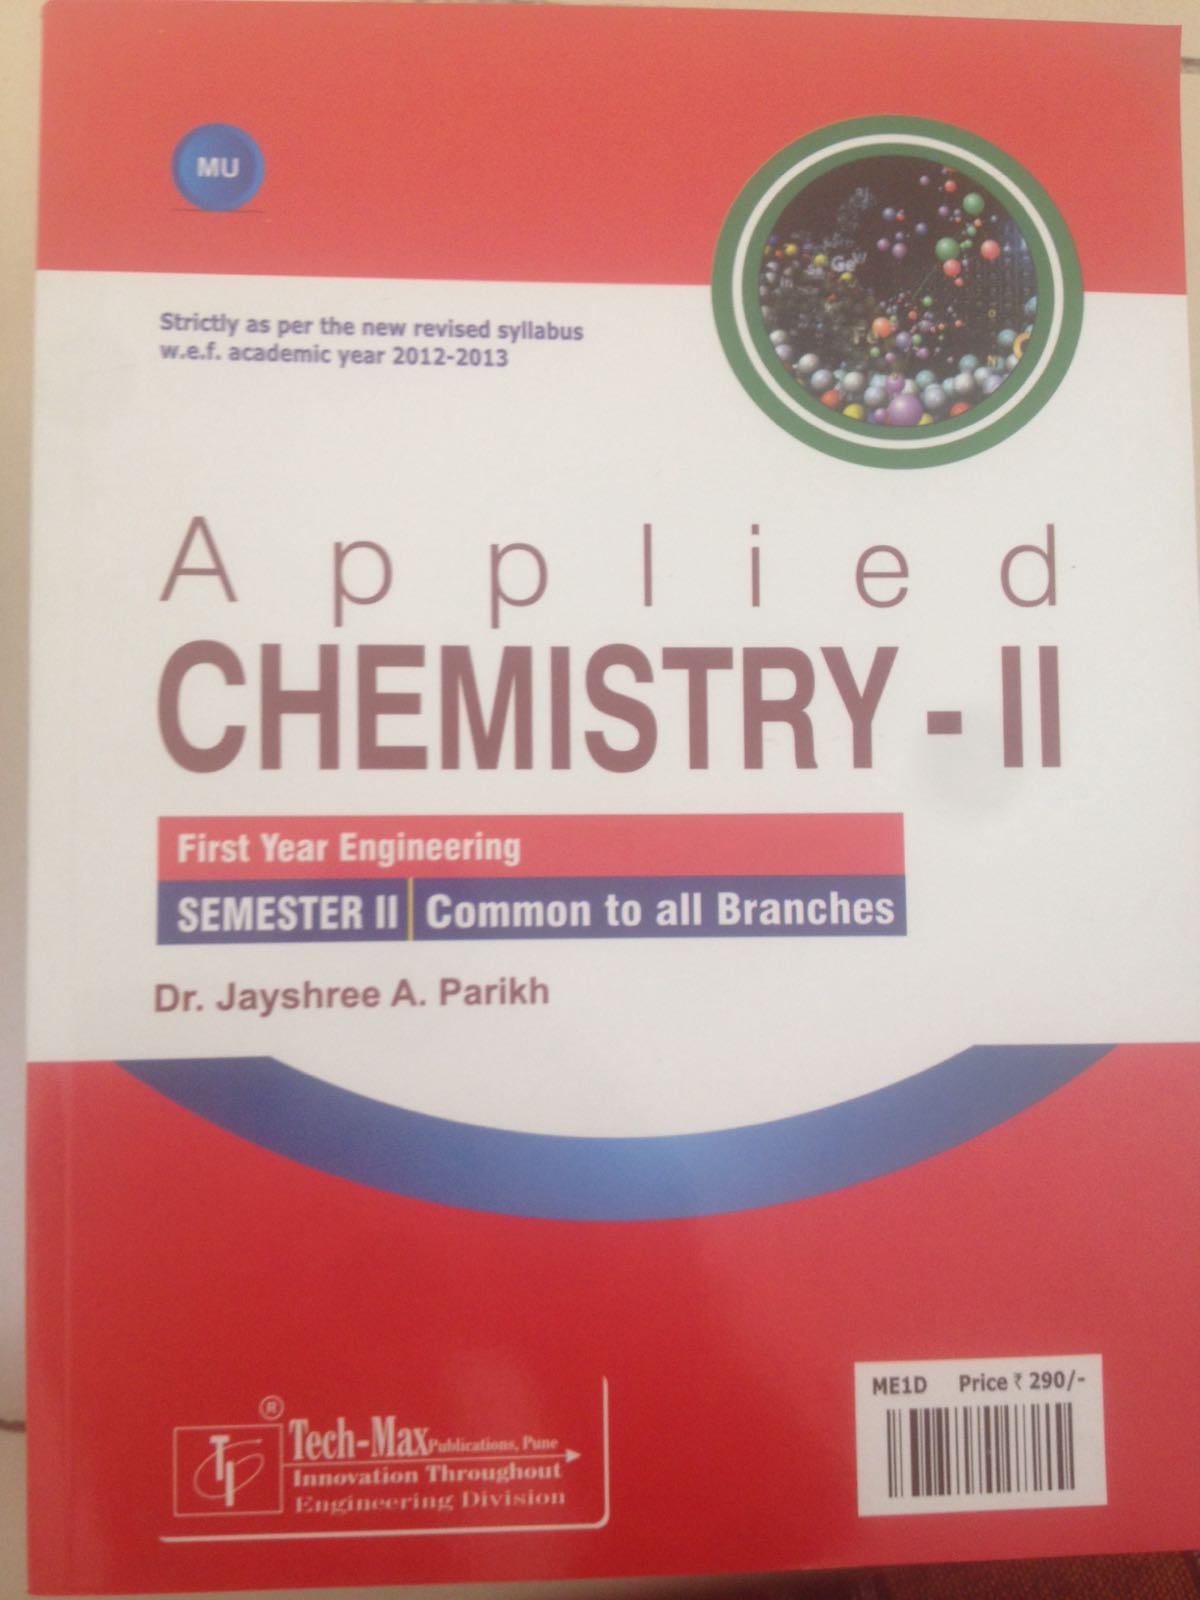 MU
Strictly as per the new revised syllabus
w.e.f. academic year 2012-2013
Ge
Applied
CHEMISTRY - II
First Year Engineering
SEMESTER II | Common to all Branches
Dr. Jayshree A. Parikh
®
Tech-Max Publications, Pune
Innovation Throughout
Engineering Division
ME1D Price ₹ 290/-